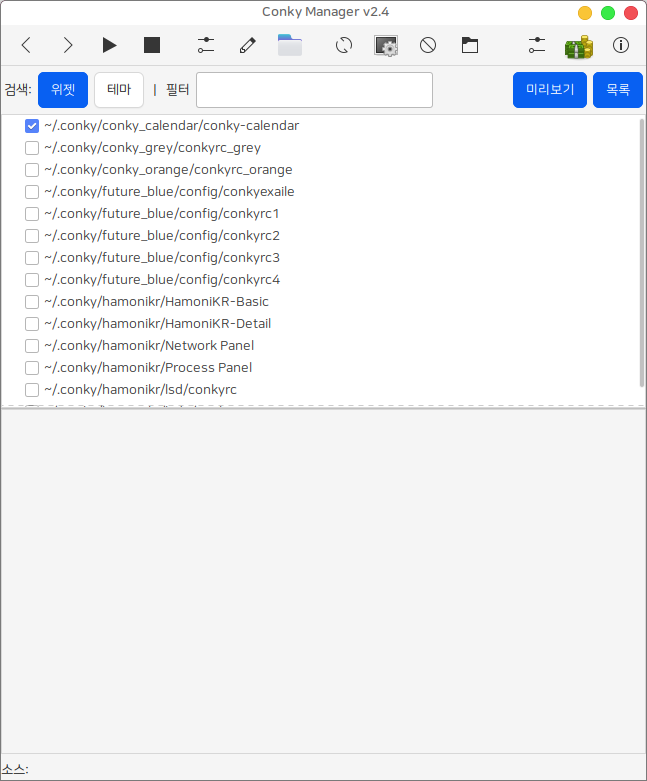 Conky Manager v2.4
검색: 위젯 테마 | 필터 미리보기 목록
~/.conky/conky_calendar/conky-calendar
~/.conky/conky_grey/conkyrc_grey
~/.conky/conky_orange/conkyrc_orange
~/.conky/future_blue/config/conkyexaile
~/.conky/future_blue/config/conkyrc1
~/.conky/future_blue/config/conkyrc2
~/.conky/future_blue/config/conkyrc3
~/.conky/future_blue/config/conkyrc4
~/.conky/hamonikr/HamoniKR-Basic
~/.conky/hamonikr/HamoniKR-Detail
~/.conky/hamonikr/Network Panel
~/.conky/hamonikr/Process Panel
~/.conky/hamonikr/lsd/conkyrc
소스: